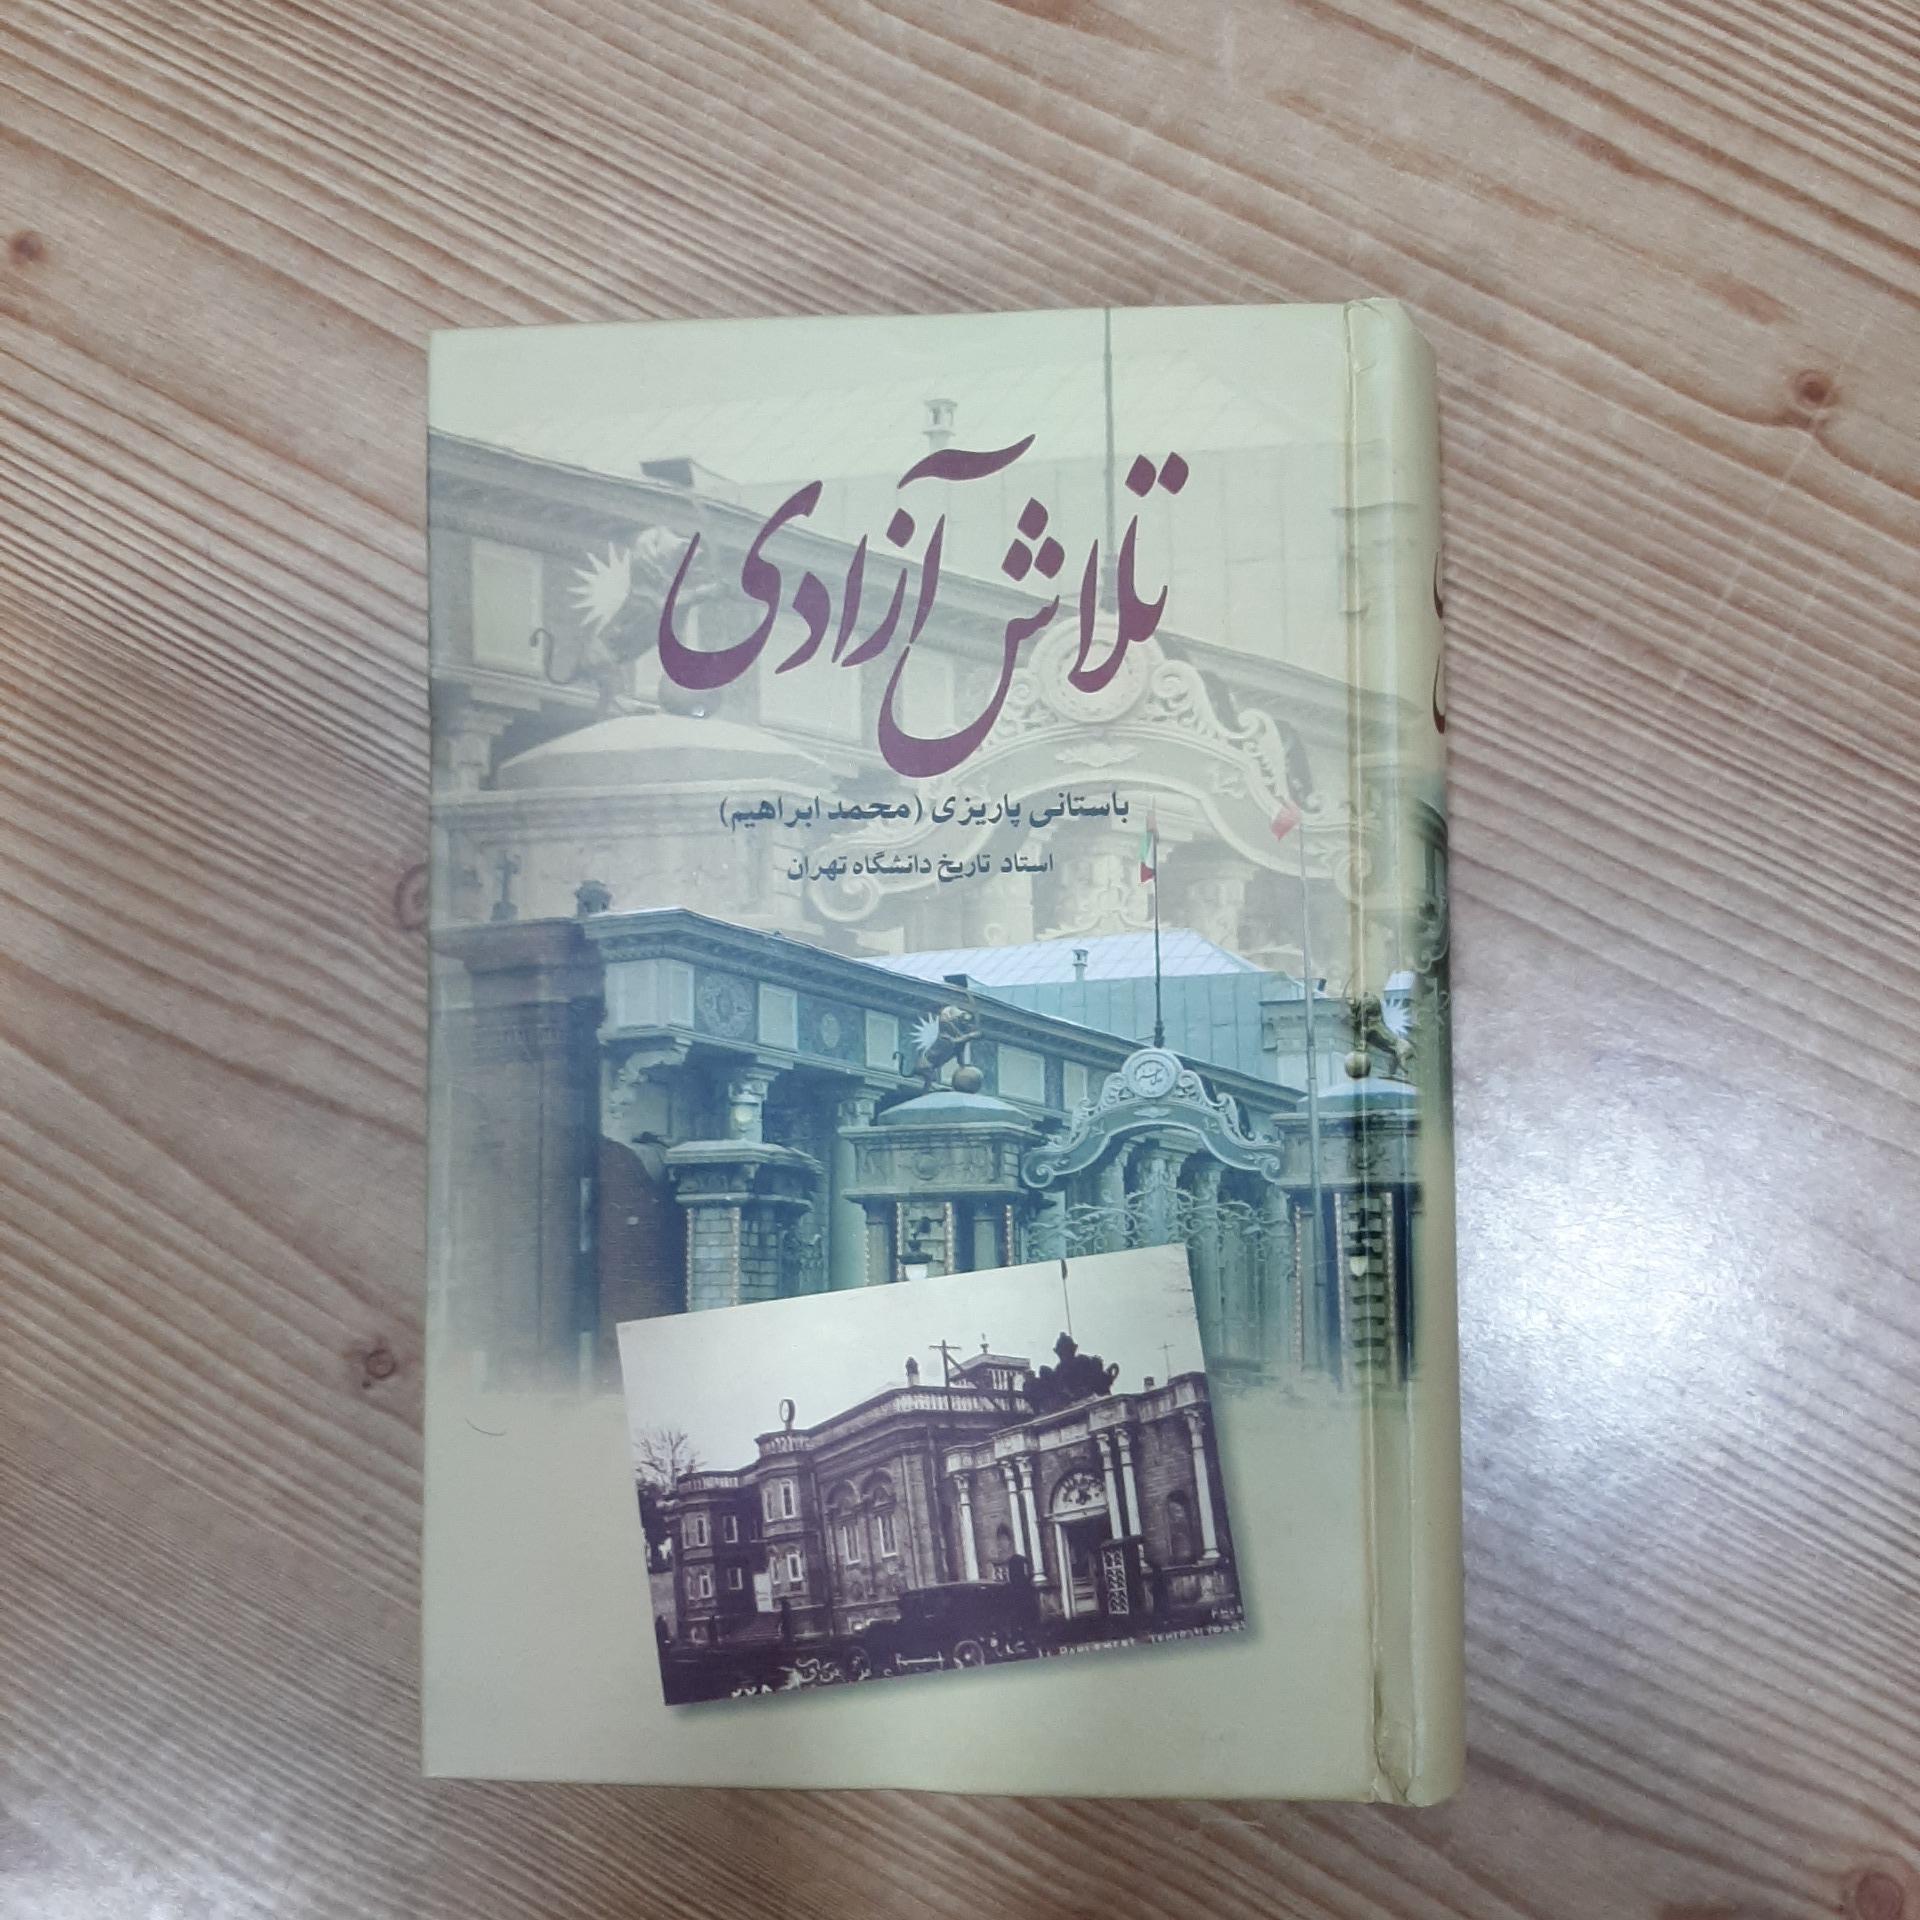 تلاش آزادی
باستانی پاریزی (محمد ابراهیم)
استاد تاریخ دانشگاه تهران